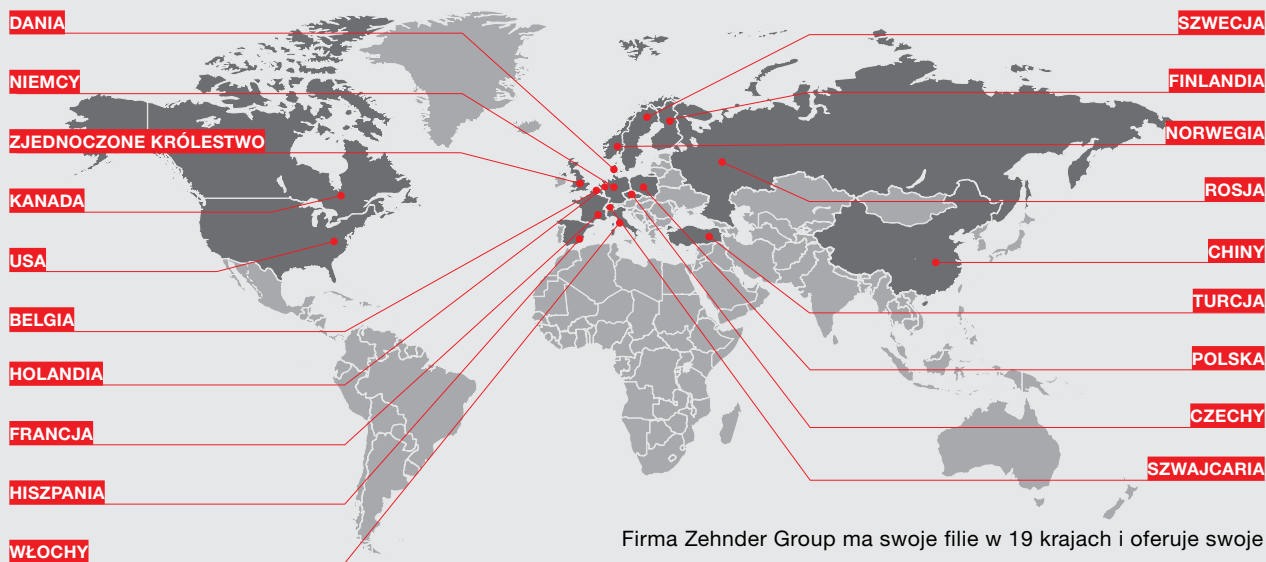 DANIA
NIEMCY
ZJEDNOCZONE KRÓLESTWO
KANADA
USA
BELGIA
HOLANDIA
FRANCJA
HISZPANIA
WŁOCHY
SZWECJA
FINLANDIA
NORWEGIA
ROSJA
CHINY
TURCJA
POLSKA
CZECHY
SZWAJCARIA
Firma Zehnder Group ma swoje filie w 19 krajach i oferuje swoje